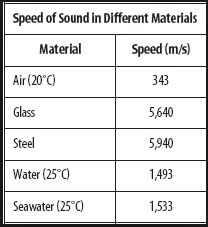 Speed of Sound in Different Materials
Material Speed (m/s)
Air (20°C) 343
Glass 5,640
Steel 5,940
Water (25°C) 1,493
Seawater (25°C) 1,533